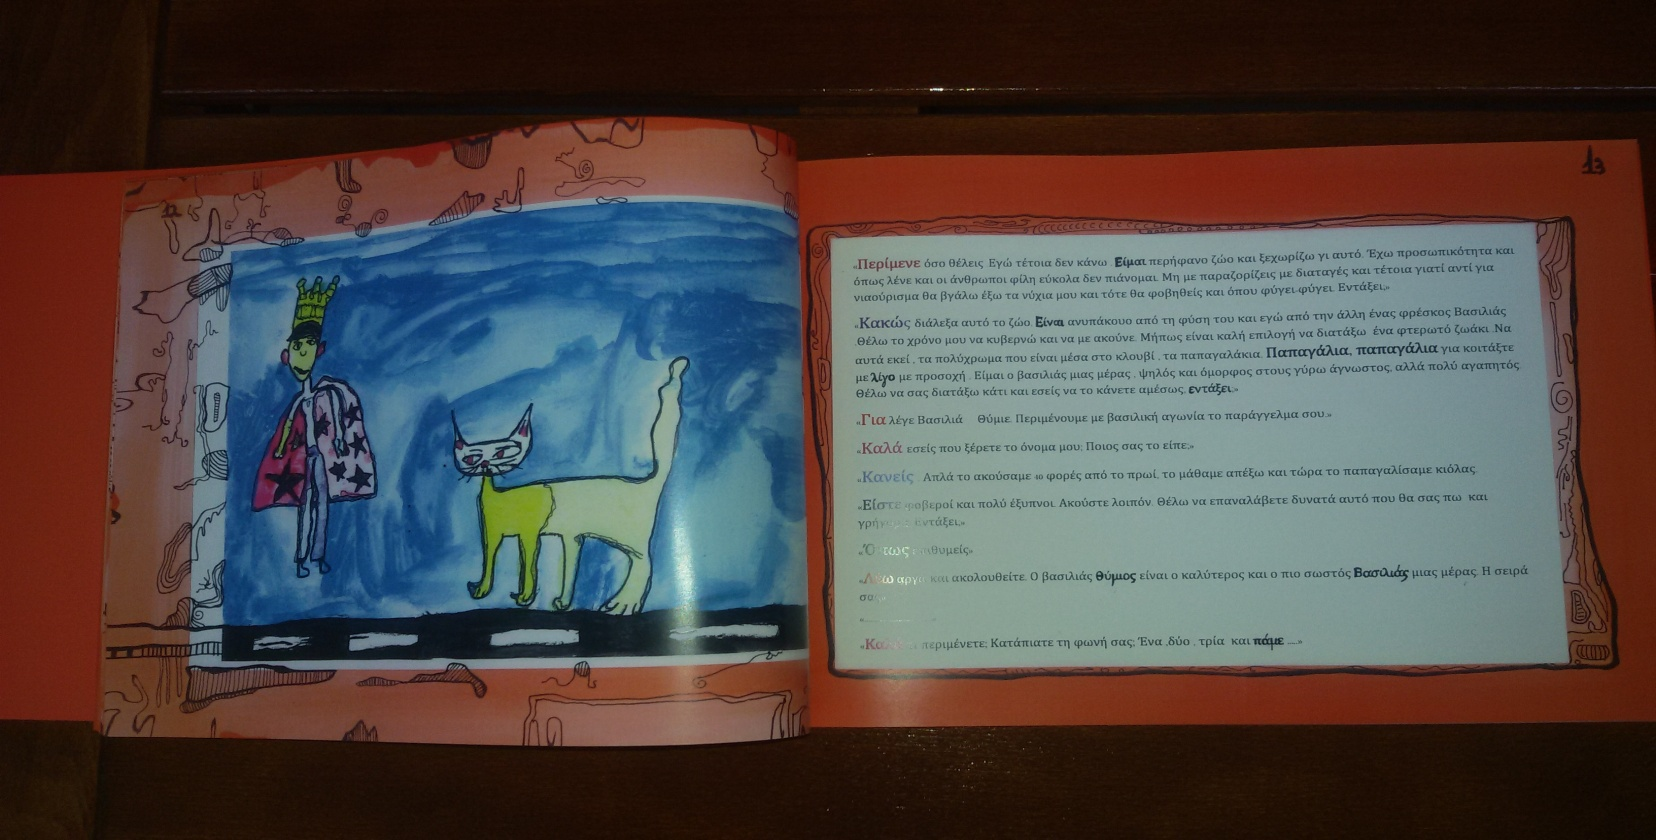 12
13
«Περίμενε όσο θέλεις. Εγώ τέτοια δεν κάνω. Είμαι περήφανο ζώο και ξεχωρίζω γι αυτό. Έχω προσωπικότητα και
όπως λένε και οι άνθρωποι φίλη εύκολα δεν πιάνομαι. Μη με παραζορίζεις με διαταγές και τέτοια γιατί αντί για
νιαούρισμα θα βγάλω έξω τα νύχια μου και τότε θα φοβηθείς και όπου φύγει-φύγει. Εντάξει;»
«Κακώς διάλεξα αυτό το ζώο. Είναι ανυπάκουο από τη φύση του και εγώ από την άλλη ένας φρέσκος Βασιλιάς
.Θέλω το χρόνο μου να κυβερνώ και να με ακούνε. Μήπως είναι καλή επιλογή να διατάξω ένα φτερωτό ζωάκι. Να
αυτά εκεί , τα πολύχρωμα που είναι μέσα στο κλουβί , τα παπαγαλάκια. Παπαγάλια, παπαγάλια για κοιτάξτε
με λίγο με προσοχή . Είμαι ο βασιλιάς μιας μέρας , ψηλός και όμορφος στους γύρω άγνωστος, αλλά πολύ αγαπητός.
Θέλω να σας διατάξω κάτι και εσείς να το κάνετε αμέσως, εντάξει;»
«Για λέγε Βασιλιά Θύμιε. Περιμένουμε με βασιλική αγωνία το παράγγελμα σου.»
«Καλά εσείς που ξέρετε το όνομα μου; Ποιος σας το είπε;»
«Κανείς . Απλά το ακούσαμε 10 φορές από το πρωί, το μάθαμε απέξω και τώρα το παπαγαλίσαμε κιόλας.
«Είστε φοβεροί και πολύ έξυπνοι. Ακούστε λοιπόν. Θέλω να επαναλάβετε δυνατά αυτό που θα σας πω και
εντάξει;»
«Όπως επιθυμείς»
αργά και ακολουθείτε. Ο βασιλιάς Θύμιος είναι ο καλύτερος και ο πιο σωστός Βασιλιάς μιας μέρας. Η σειρά
σας»
«....................»
περιμένετε; Κατάπιατε τη φωνή σας; Ένα ,δύο , τρία και πάμε .....»